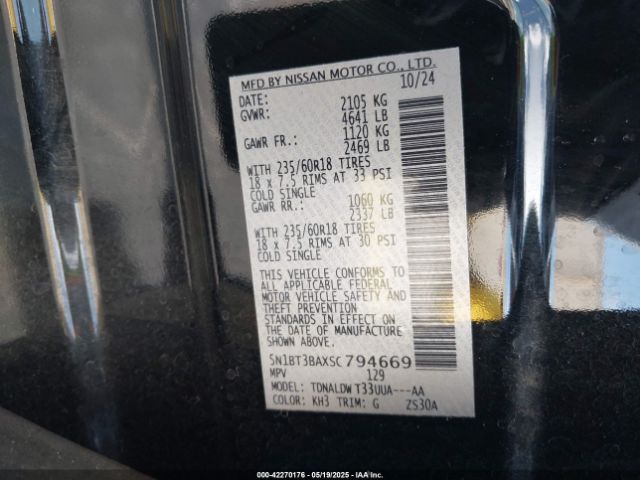 MFD BY NISSAN MOTOR CO., LTD.
DATE: 10/24
GVWR: 2105 KG
4641 LB
GAWR FR.: 1120 KG
2469 LB
WITH 235/60R18 TIRES
18 x 7.5 RIMS AT 33 PSI
COLD SINGLE
GAWR RR.: 1060 KG
2337 LB
WITH 235/60R18 TIRES
18 x 7.5 RIMS AT 30 PSI
COLD SINGLE
THIS VEHICLE CONFORMS TO
ALL APPLICABLE FEDERAL
MOTOR VEHICLE SAFETY AND
THEFT PREVENTION
STANDARDS IN EFFECT ON
THE DATE OF MANUFACTURE
SHOWN ABOVE.
5N1BT3BAXSC794669
MPV 129
MODEL: TDNALDW T33UUA---AA
COLOR: KH3 TRIM: G ZS30A
000-42270176 - 05/19/2025 - IAAI.COM